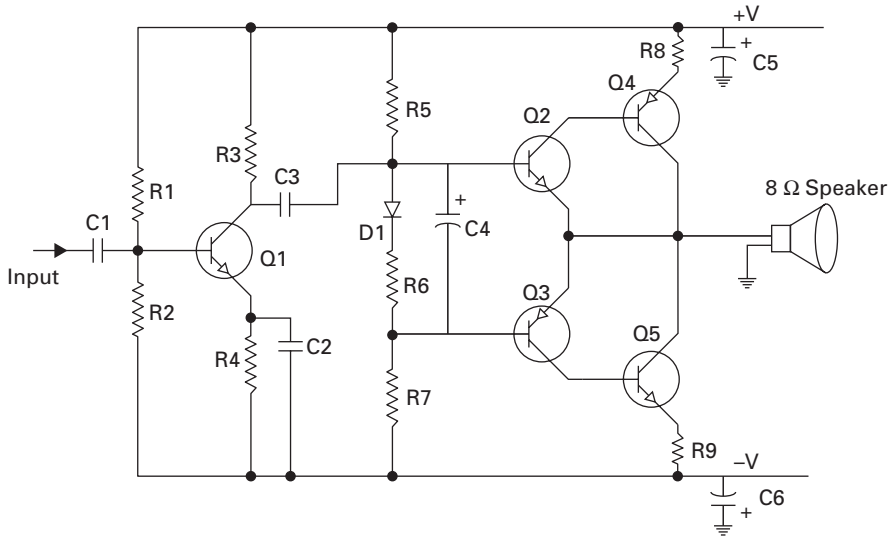 +V
R8
+
C5
Q4
R5
Q2
R3
C3
R1
8 Ω Speaker
+
C1
D1
C4
Q1
Input
R6
Q3
R2
Q5
R4
C2
R7
R9
–V
C6
+